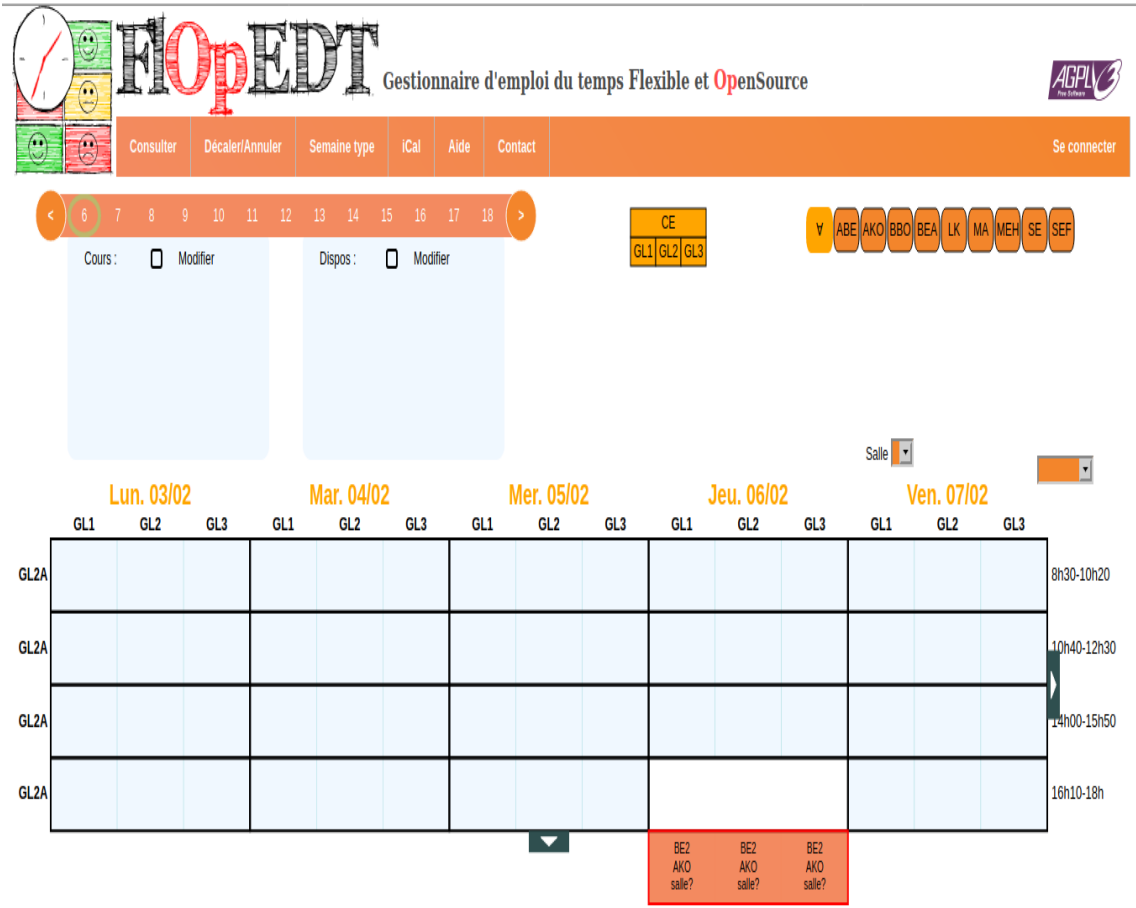 FlOpEDT Gestionnaire d'emploi du temps Flexible et OpenSource
AGPLv3
Free Software
Consulter Décaler/Annuler Semaine type iCal Aide Contact Se connecter
< 6 7 8 9 10 11 12 13 14 15 16 17 18 >
CE
GL1 GL2 GL3
∀ ABE AKO BBO BEA LK MA MEH SE SEF
Cours : Modifier Dispos : Modifier
Salle
Lun. 03/02 Mar. 04/02 Mer. 05/02 Jeu. 06/02 Ven. 07/02
GL1 GL2 GL3 GL1 GL2 GL3 GL1 GL2 GL3 GL1 GL2 GL3 GL1 GL2 GL3
GL2A 8h30-10h20
GL2A 10h40-12h30
GL2A 14h00-15h50
GL2A 16h10-18h
BE2 BE2 BE2
AKO AKO AKO
salle? salle? salle?